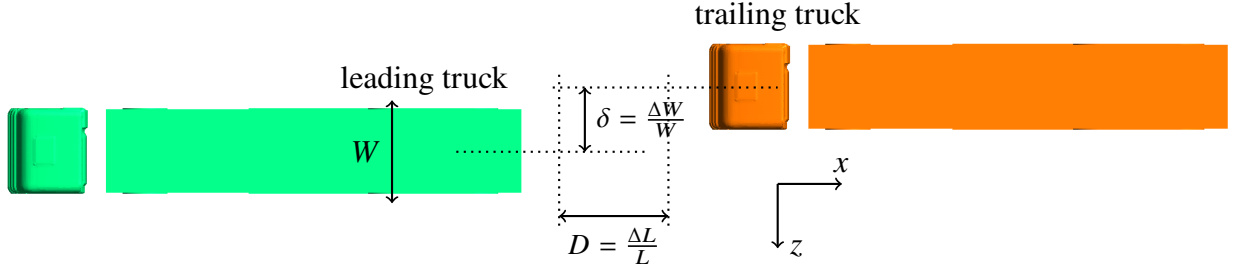 trailing truck
leading truck
δ = ΔW/W
W
x
D = ΔL/L
z